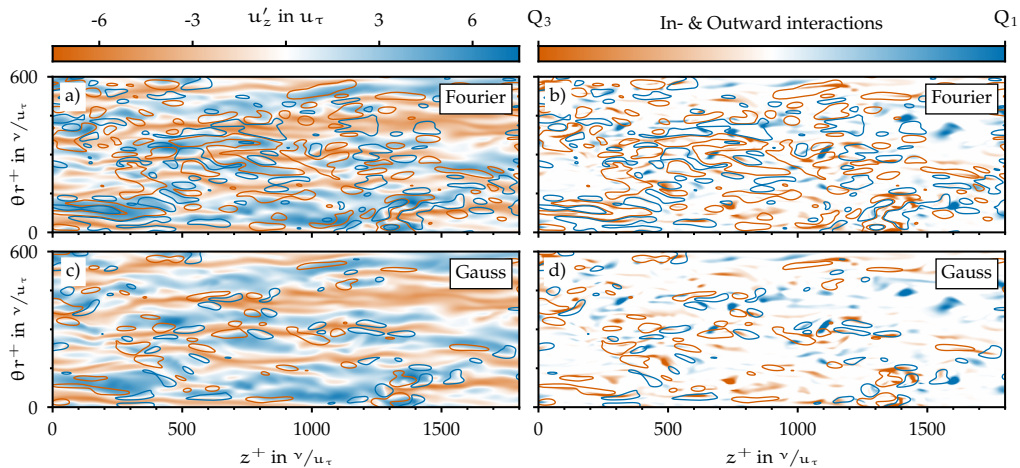 u′z in uτ
-6 -3 0 3 6
Q3 In- & Outward interactions Q1
600
0
θr+ in ν/uτ
a)
Fourier
b)
Fourier
600
0
θr+ in ν/uτ
c)
Gauss
d)
Gauss
0 500 1000 1500
0 500 1000 1500
z+ in ν/uτ
z+ in ν/uτ